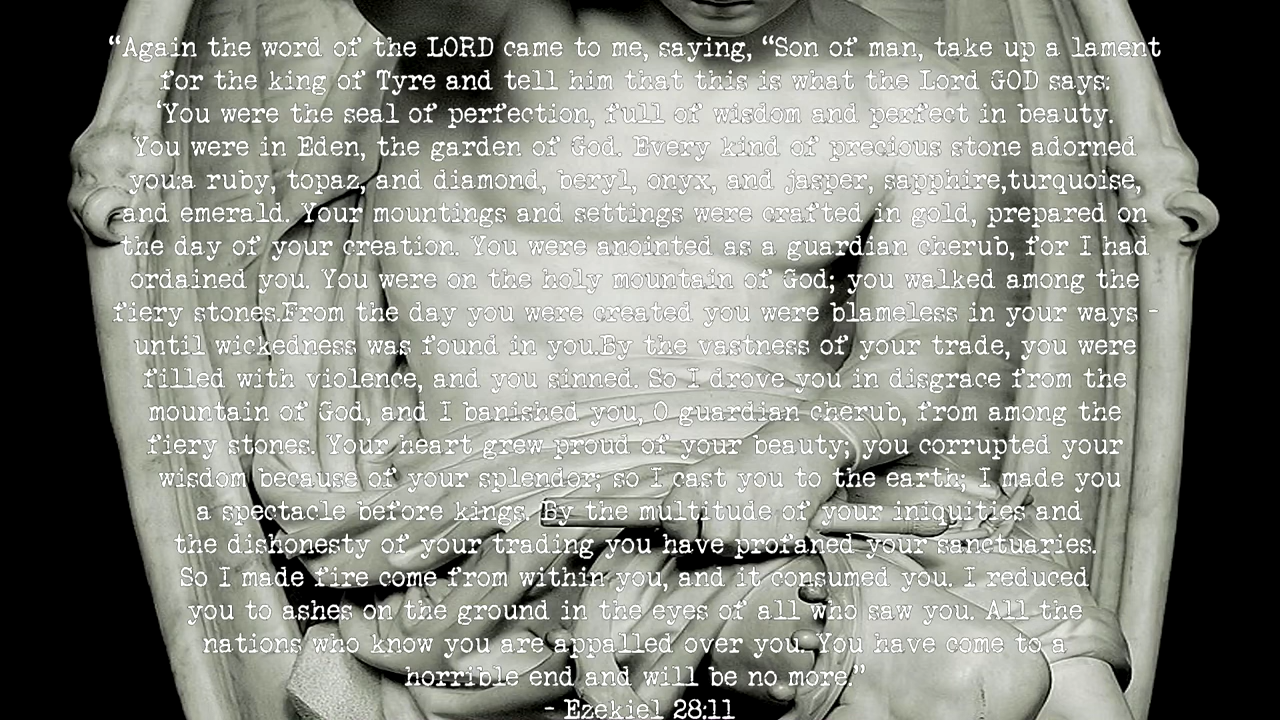 “Again the word of the LORD came to me, saying, “Son of man, take up a lament
for the king of Tyre and tell him that this is what the Lord GOD says:
‘You were the seal of perfection, full of wisdom and perfect in beauty.
You were in Eden, the garden of God. Every kind of precious stone adorned
you:a ruby, topaz, and diamond, beryl, onyx, and jasper, sapphire,turquoise,
and emerald. Your mountings and settings were crafted in gold, prepared on
the day of your creation. You were anointed as a guardian cherub, for I had
ordained you. You were on the holy mountain of God; you walked among the
fiery stones.From the day you were created you were blameless in your ways -
until wickedness was found in you.By the vastness of your trade, you were
filled with violence, and you sinned. So I drove you in disgrace from the
mountain of God, and I banished you, O guardian cherub, from among the
fiery stones. Your heart grew proud of your beauty; you corrupted your
wisdom because of your splendor; so I cast you to the earth; I made you
a spectacle before kings. By the multitude of your iniquities and
the dishonesty of your trading you have profaned your sanctuaries.
So I made fire come from within you, and it consumed you. I reduced
you to ashes on the ground in the eyes of all who saw you. All the
nations who know you are appalled over you. You have come to a
horrible end and will be no more.”
- Ezekiel 28:11